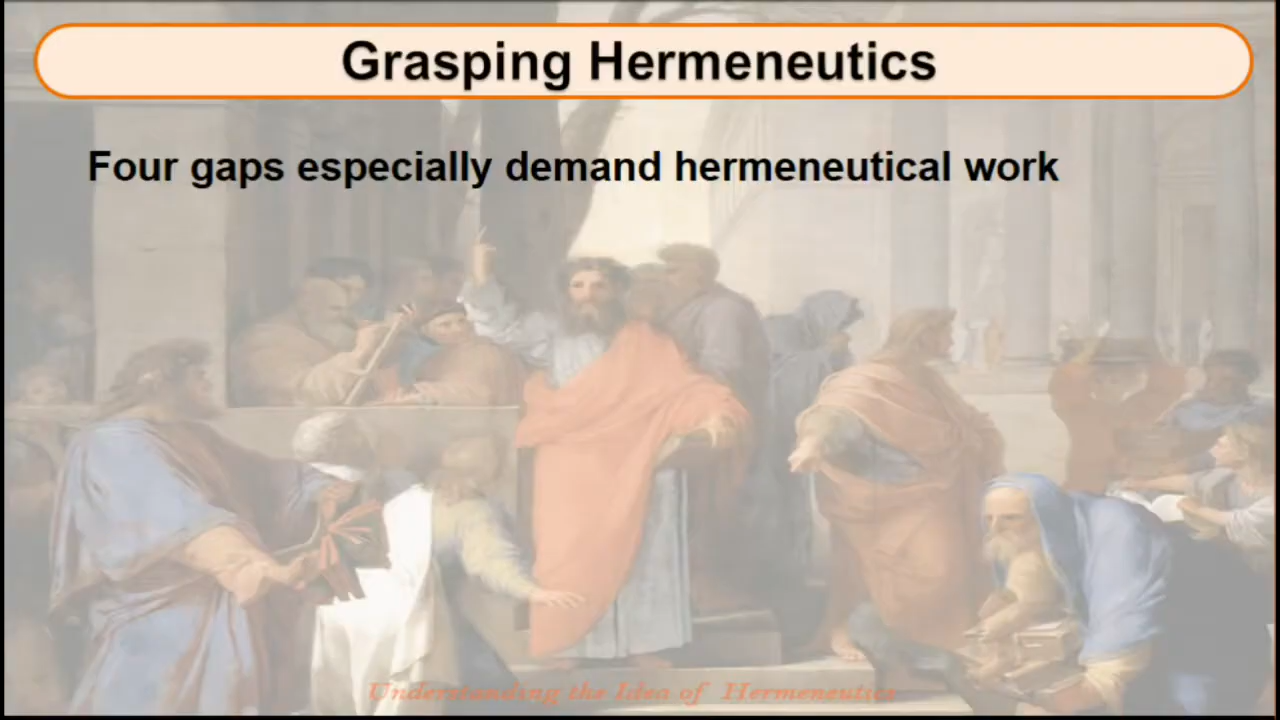 Grasping Hermeneutics
Four gaps especially demand hermeneutical work
Understanding the Idea of Hermeneutics